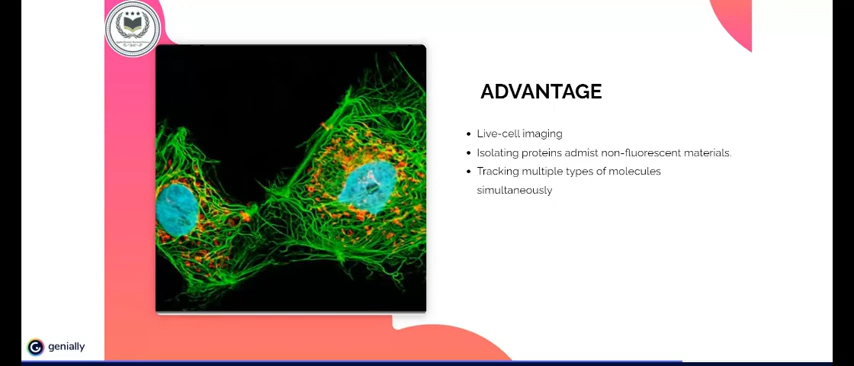 ADVANTAGE
Live-cell imaging
Isolating proteins admist non-fluorescent materials.
Tracking multiple types of molecules
simultaneously
genially